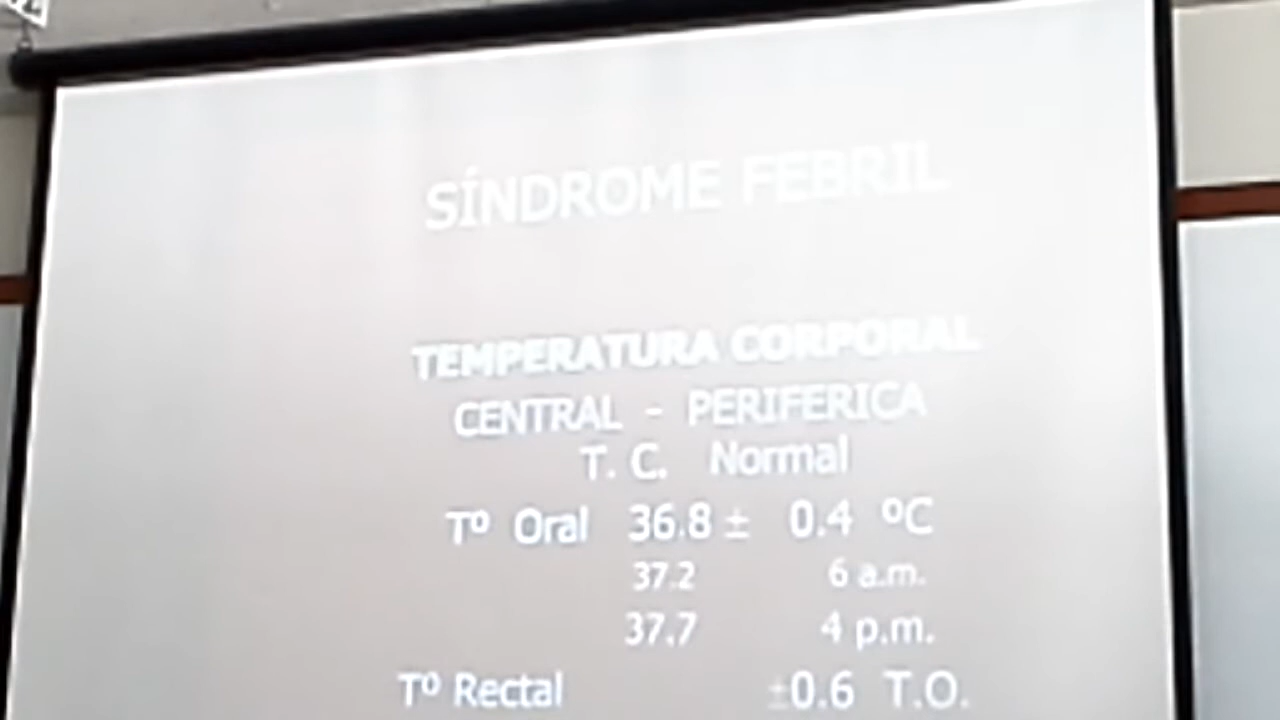 SÍNDROME FEBRIL
TEMPERATURA CORPORAL
CENTRAL - PERIFERICA
T. C. Normal
Tº Oral 36.8 ± 0.4 ºC
37.2 6 a.m.
37.7 4 p.m.
Tº Rectal ±0.6 T.O.